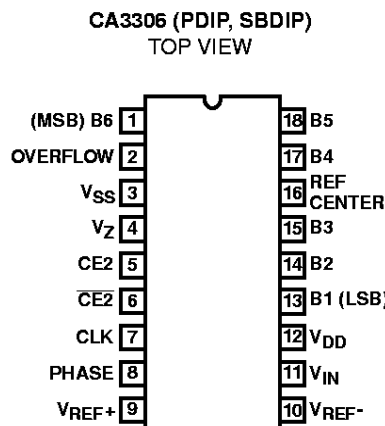 CA3306 (PDIP, SBDIP)
TOP VIEW
(MSB) B6 1
OVERFLOW 2
VSS 3
VZ 4
CE2 5
CE2 6
CLK 7
PHASE 8
VREF+ 9
18 B5
17 B4
16 REF
CENTER
15 B3
14 B2
13 B1 (LSB)
12 VDD
11 VIN
10 VREF-